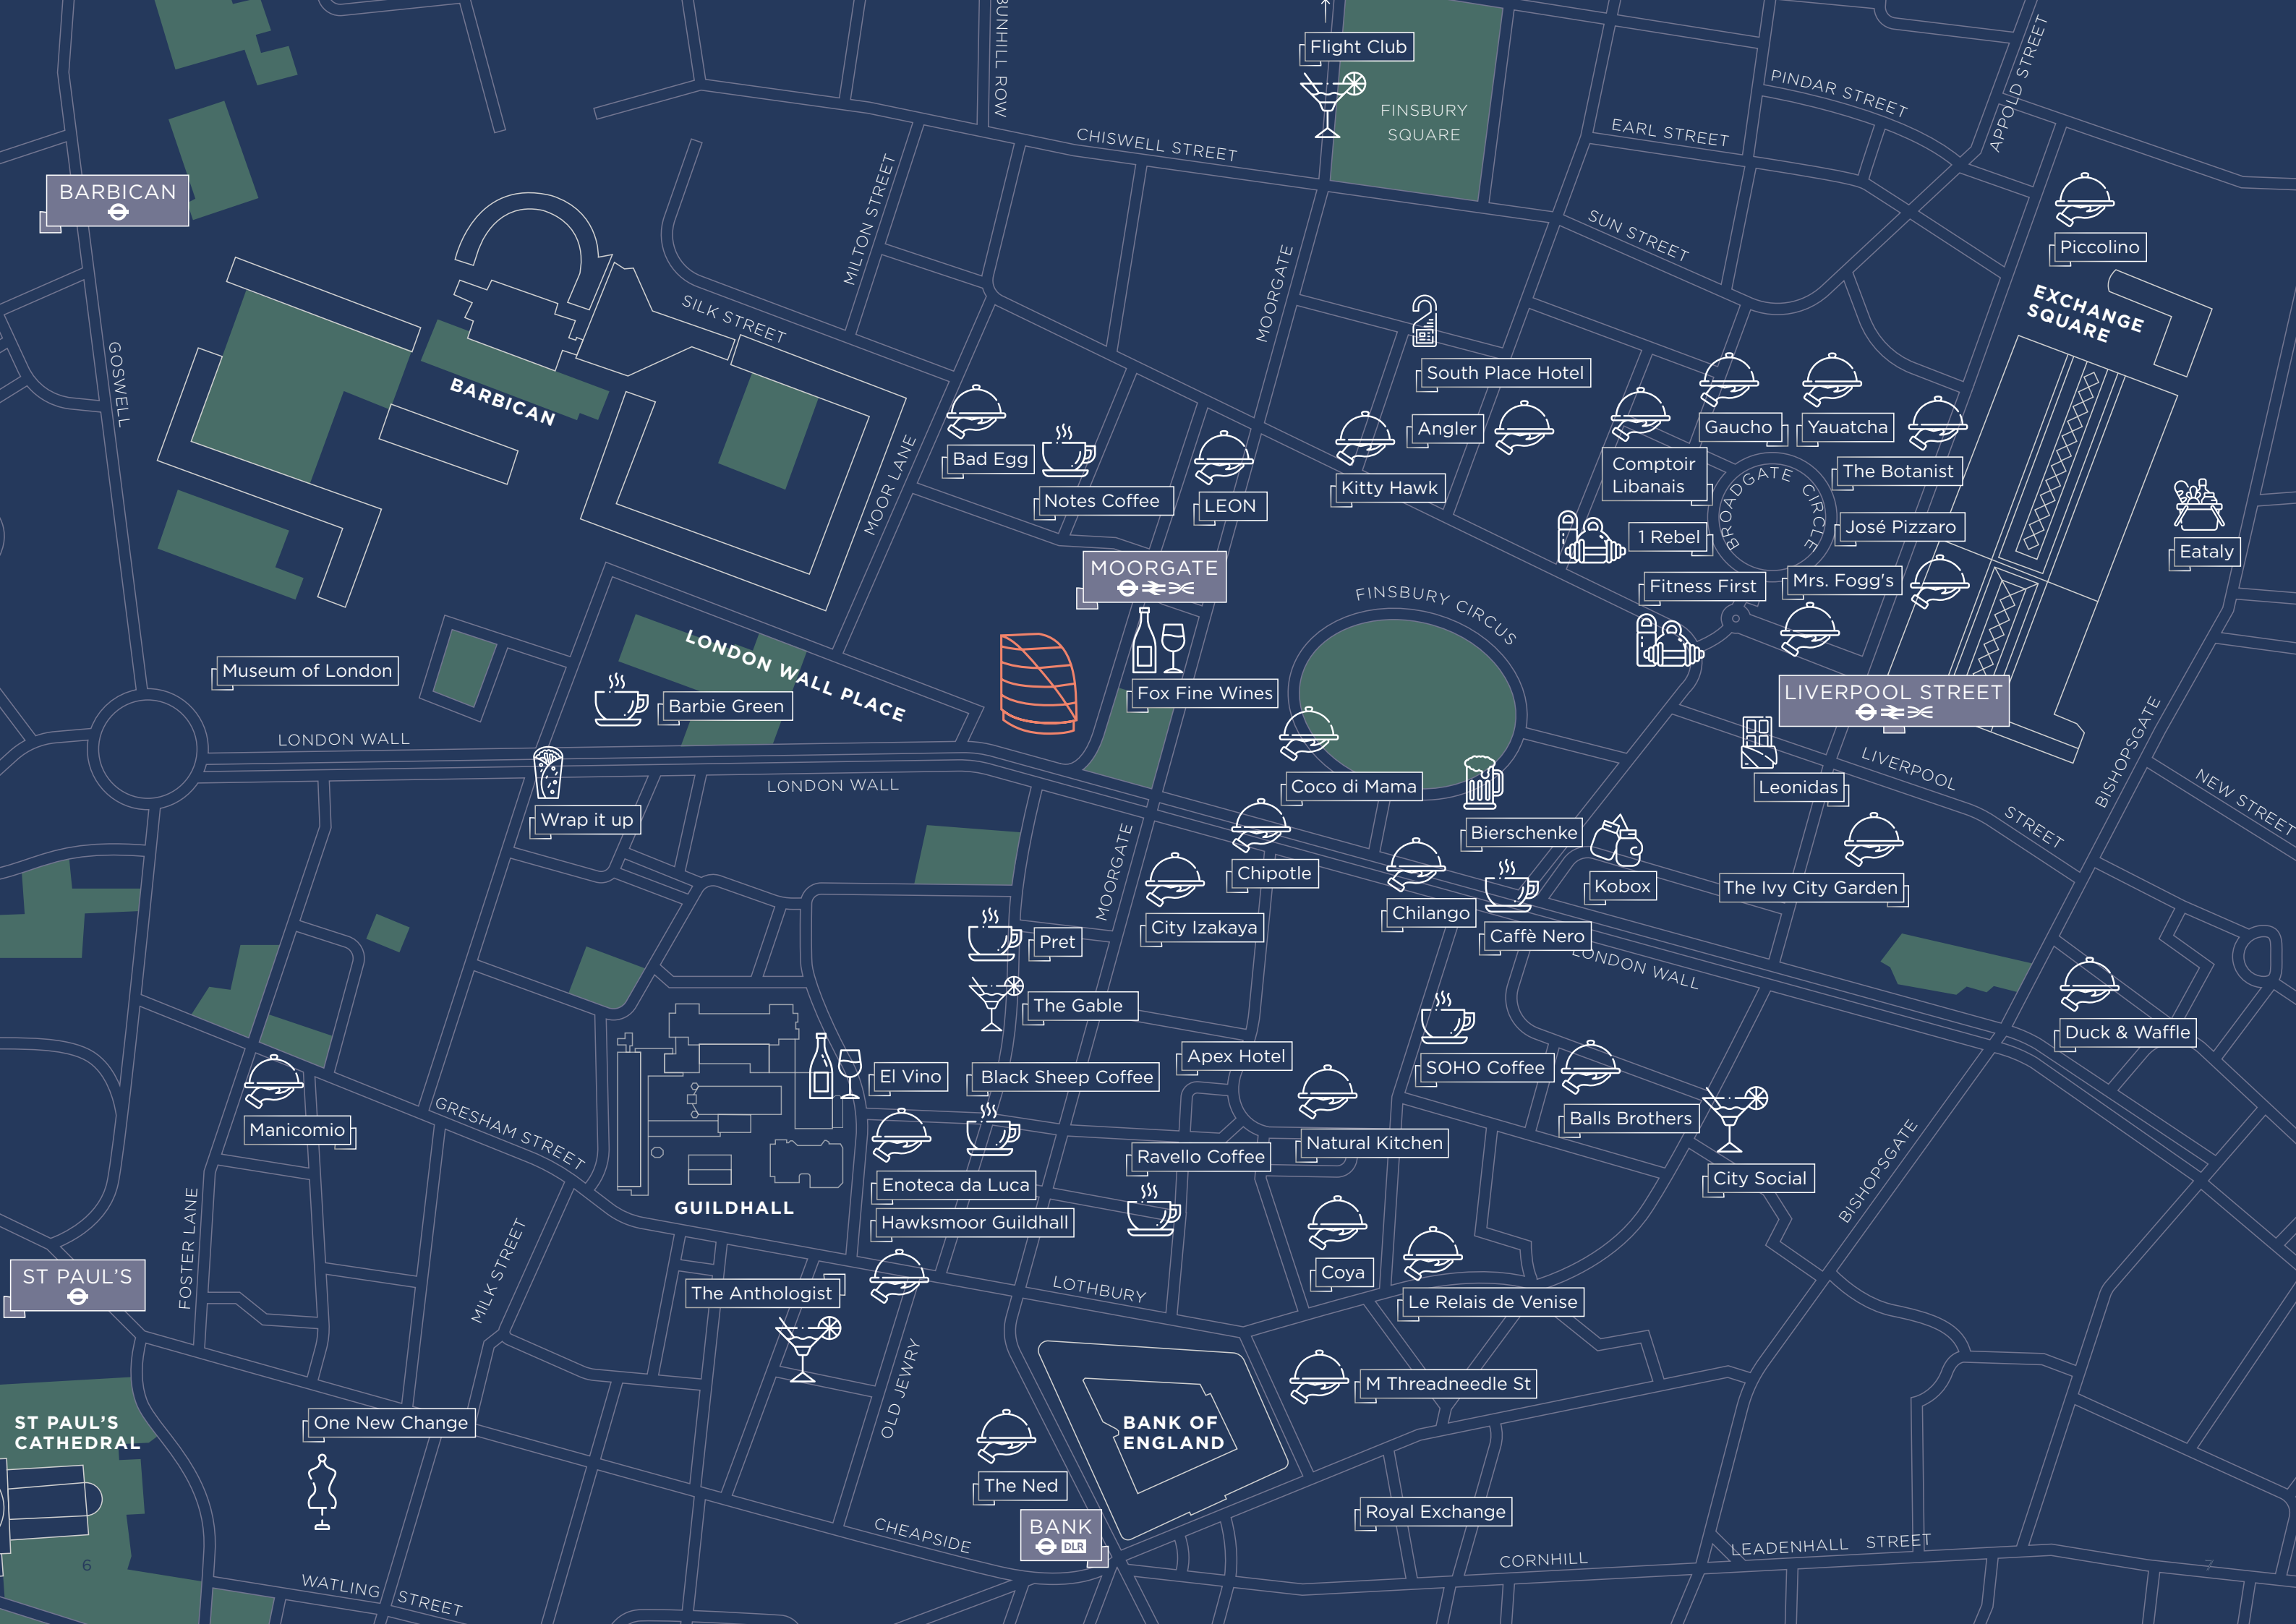 BUNHILL ROW
Flight Club
FINSBURY
SQUARE
PINDAR STREET
APPOLD STREET
EARL STREET
CHISWELL STREET
BARBICAN
MILTON STREET
SUN STREET
Piccolino
MOORGATE
EXCHANGE
SQUARE
SILK STREET
GOSWELL
BARBICAN
South Place Hotel
Angler
Gaucho
Yauatcha
Bad Egg
Notes Coffee
LEON
Kitty Hawk
Comptoir
Libanais
The Botanist
BROADGATE CIRCLE
José Pizzaro
1 Rebel
Eataly
MOOR LANE
MOORGATE
Fitness First
Mrs. Fogg's
FINSBURY CIRCUS
LONDON WALL PLACE
Museum of London
Barbie Green
Fox Fine Wines
LIVERPOOL STREET
LONDON WALL
LONDON WALL
Coco di Mama
Leonidas
LIVERPOOL
STREET
BISHOPSGATE
NEW STREET
Wrap it up
Bierschenke
MOORGATE
Chipotle
Kobox
The Ivy City Garden
City Izakaya
Chilango
Caffè Nero
LONDON WALL
Pret
The Gable
Duck & Waffle
Apex Hotel
El Vino
Black Sheep Coffee
SOHO Coffee
Manicomio
GRESHAM STREET
Balls Brothers
Natural Kitchen
Ravello Coffee
City Social
BISHOPSGATE
Enoteca da Luca
GUILDHALL
Hawksmoor Guildhall
FOSTER LANE
MILK STREET
ST PAUL'S
The Anthologist
LOTHBURY
Coya
Le Relais de Venise
OLD JEWRY
M Threadneedle St
ST PAUL'S
CATHEDRAL
One New Change
BANK OF
ENGLAND
The Ned
Royal Exchange
BANK
DLR
CHEAPSIDE
CORNHILL
LEADENHALL STREET
WATLING STREET
6
7